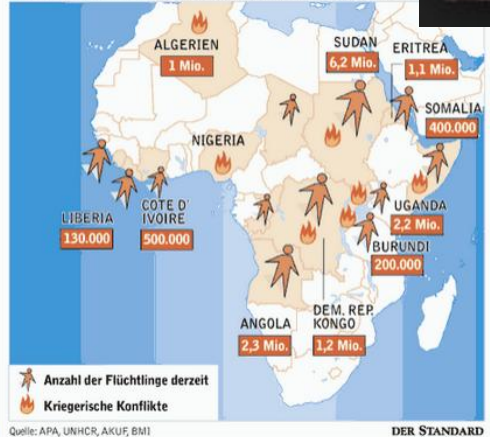 ALGERIEN
1 Mio.
SUDAN
6,2 Mio.
ERITREA
1,1 Mio.
SOMALIA
400.000
NIGERIA
LIBERIA
130.000
COTE D'
IVOIRE
500.000
UGANDA
2,2 Mio.
BURUNDI
200.000
ANGOLA
2,3 Mio.
DEM. REP.
KONGO
1,2 Mio.
Anzahl der Flüchtlinge derzeit
Kriegerische Konflikte
Quelle: APA, UNHCR, AKUF, BMI
DER STANDARD